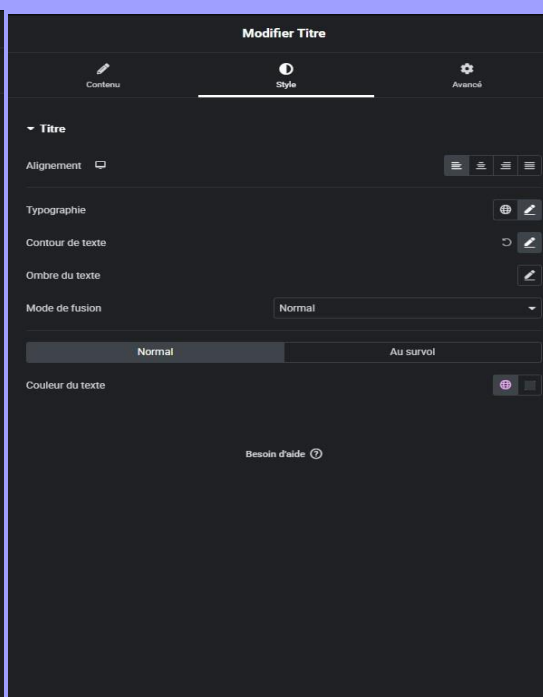 Modifier Titre
Contenu
Style
Avancé
Titre
Alignement
Typographie
Contour de texte
Ombre du texte
Mode de fusion
Normal
Normal
Au survol
Couleur du texte
Besoin d'aide